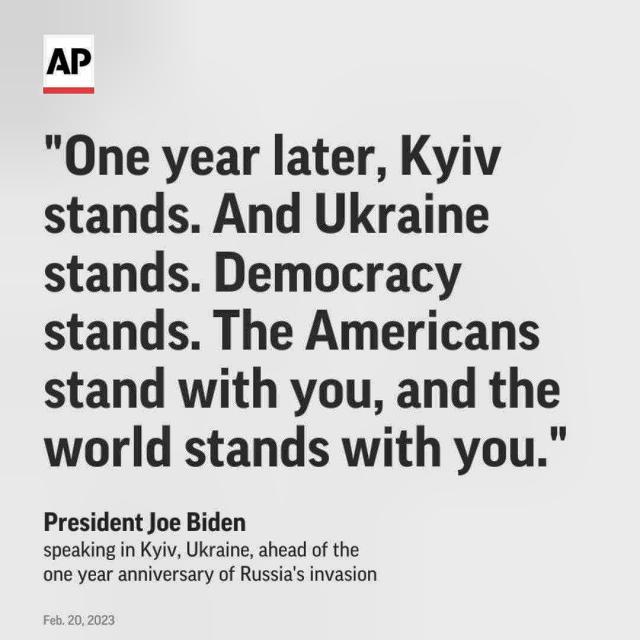 AP
"One year later, Kyiv
stands. And Ukraine
stands. Democracy
stands. The Americans
stand with you, and the
world stands with you."
President Joe Biden
speaking in Kyiv, Ukraine, ahead of the
one year anniversary of Russia's invasion
Feb. 20, 2023